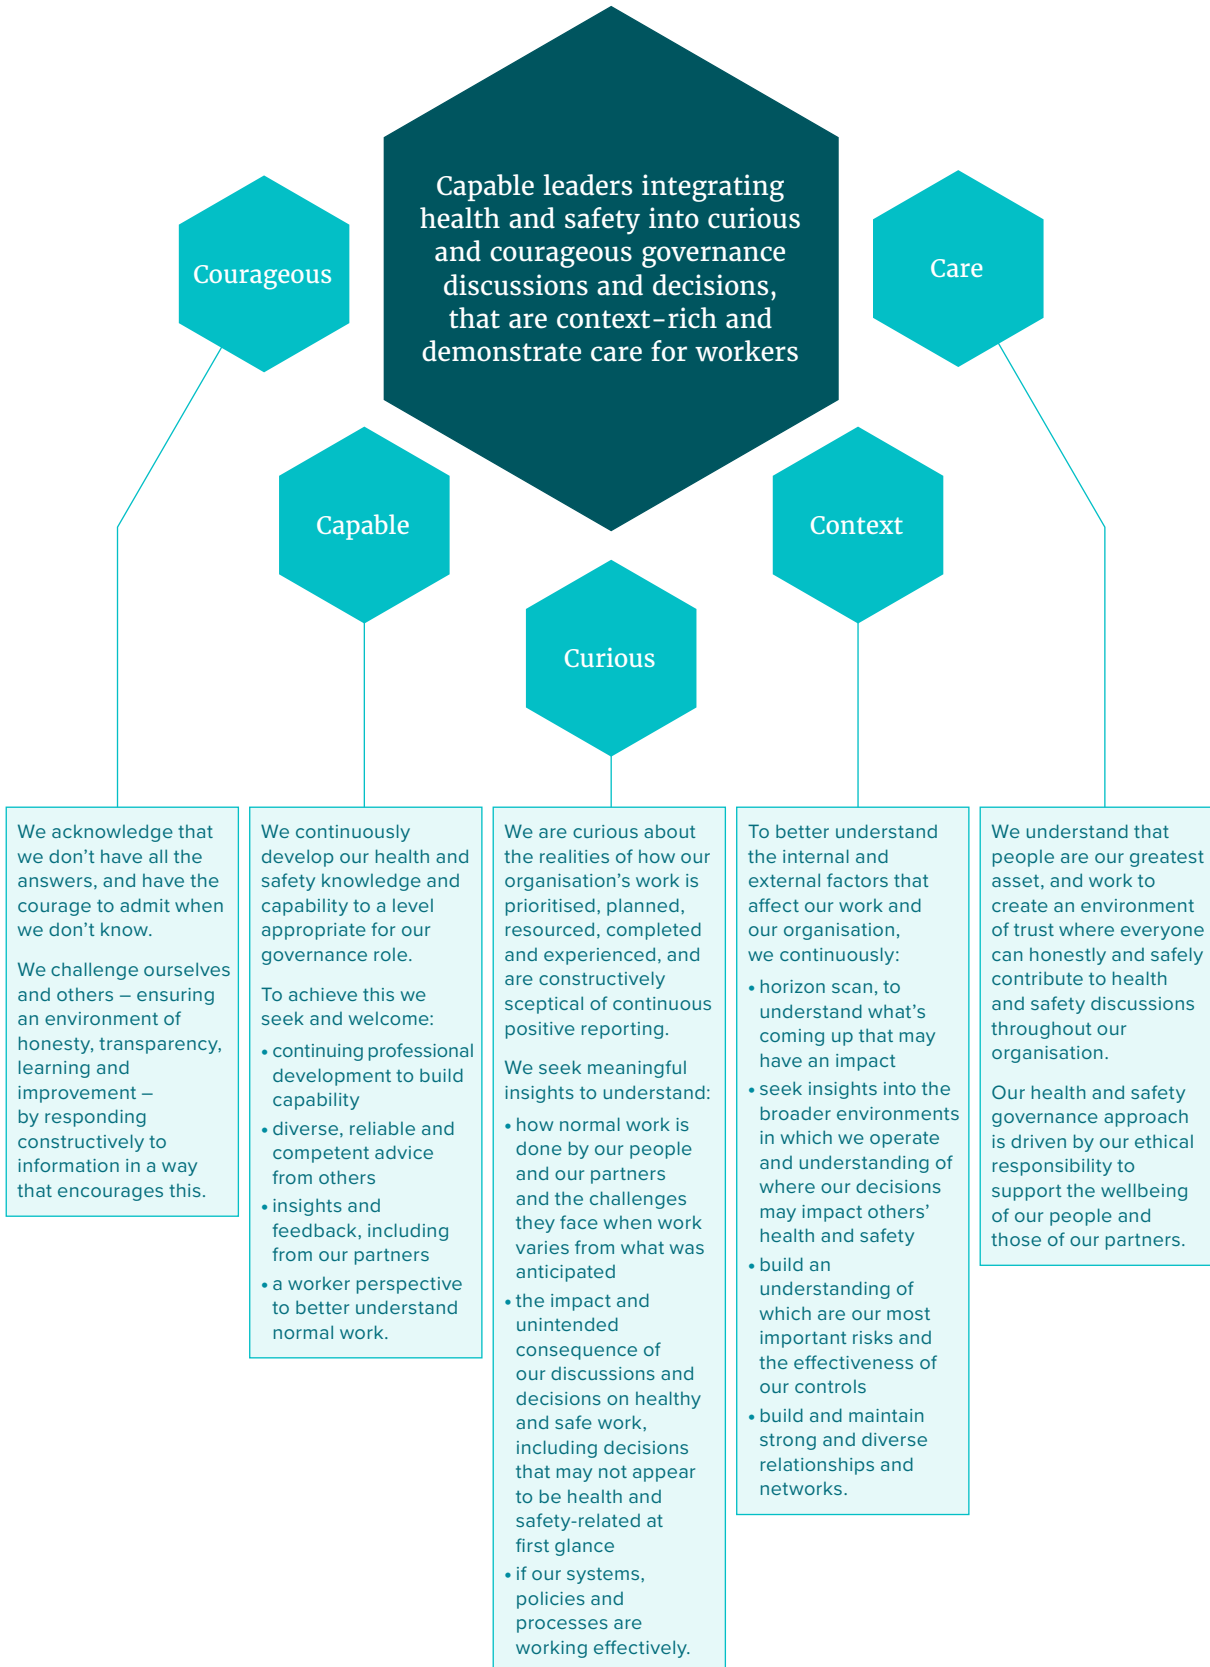 Capable leaders integrating
health and safety into curious
and courageous governance
discussions and decisions,
that are context-rich and
demonstrate care for workers
Courageous
Care
Capable
Context
Curious
We acknowledge that
we don't have all the
answers, and have the
courage to admit when
we don't know.
We challenge ourselves
and others – ensuring
an environment of
honesty, transparency,
learning and
improvement –
by responding
constructively to
information in a way
that encourages this.
We continuously
develop our health and
safety knowledge and
capability to a level
appropriate for our
governance role.
To achieve this we
seek and welcome:
• continuing professional
development to build
capability
• diverse, reliable and
competent advice
from others
• insights and
feedback, including
from our partners
• a worker perspective
to better understand
normal work.
We are curious about
the realities of how our
organisation's work is
prioritised, planned,
resourced, completed
and experienced, and
are constructively
sceptical of continuous
positive reporting.
We seek meaningful
insights to understand:
• how normal work is
done by our people
and our partners
and the challenges
they face when work
varies from what was
anticipated
• the impact and
unintended
consequence of
our discussions and
decisions on healthy
and safe work,
including decisions
that may not appear
to be health and
safety-related at
first glance
• if our systems,
policies and
processes are
working effectively.
To better understand
the internal and
external factors that
affect our work and
our organisation,
we continuously:
• horizon scan, to
understand what's
coming up that may
have an impact
• seek insights into the
broader environments
in which we operate
and understanding of
where our decisions
may impact others'
health and safety
• build an
understanding of
which are our most
important risks and
the effectiveness of
our controls
• build and maintain
strong and diverse
relationships and
networks.
We understand that
people are our greatest
asset, and work to
create an environment
of trust where everyone
can honestly and safely
contribute to health
and safety discussions
throughout our
organisation.
Our health and safety
governance approach
is driven by our ethical
responsibility to
support the wellbeing
of our people and
those of our partners.